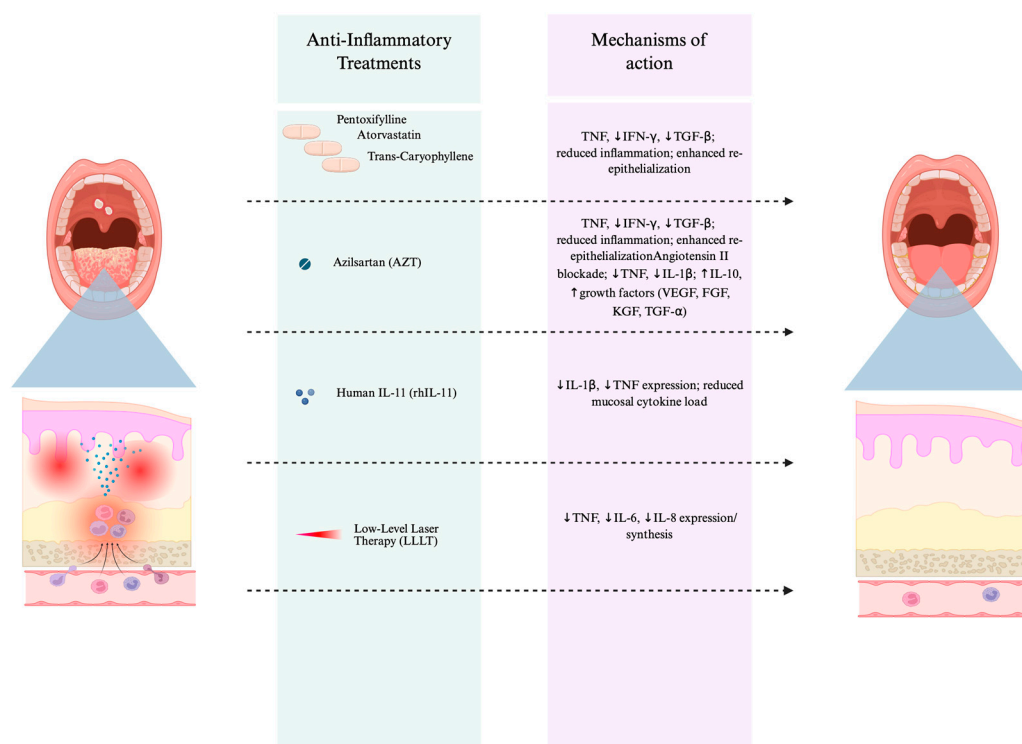 Anti-Inflammatory
Treatments
Mechanisms of
action
Pentoxifylline
Atorvastatin
Trans-Caryophyllene
TNF, ↓IFN-γ, ↓TGF-β;
reduced inflammation; enhanced re-
epithelialization
Azilsartan (AZT)
TNF, ↓IFN-γ, ↓TGF-β;
reduced inflammation; enhanced re-
epithelializationAngiotensin II
blockade; ↓TNF, ↓IL-1β; ↑IL-10,
↑growth factors (VEGF, FGF,
KGF, TGF-α)
Human IL-11 (rhIL-11)
↓IL-1β, ↓TNF expression; reduced
mucosal cytokine load
Low-Level Laser
Therapy (LLLT)
↓TNF, ↓IL-6, ↓IL-8 expression/
synthesis